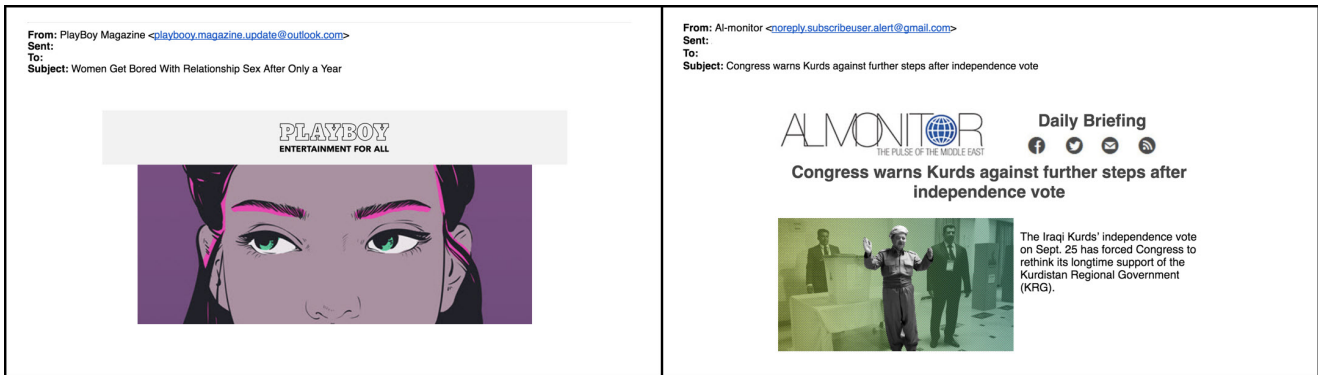 From: PlayBoy Magazine <playbooy.magazine.update@outlook.com>
Sent:
To:
Subject: Women Get Bored With Relationship Sex After Only a Year
PLAYBOY
ENTERTAINMENT FOR ALL
From: Al-monitor <noreply.subscribeuser.alert@gmail.com>
Sent:
To:
Subject: Congress warns Kurds against further steps after independence vote
ALMONITOR
THE PULSE OF THE MIDDLE EAST
Daily Briefing
Congress warns Kurds against further steps after
independence vote
The Iraqi Kurds' independence vote
on Sept. 25 has forced Congress to
rethink its longtime support of the
Kurdistan Regional Government
(KRG).